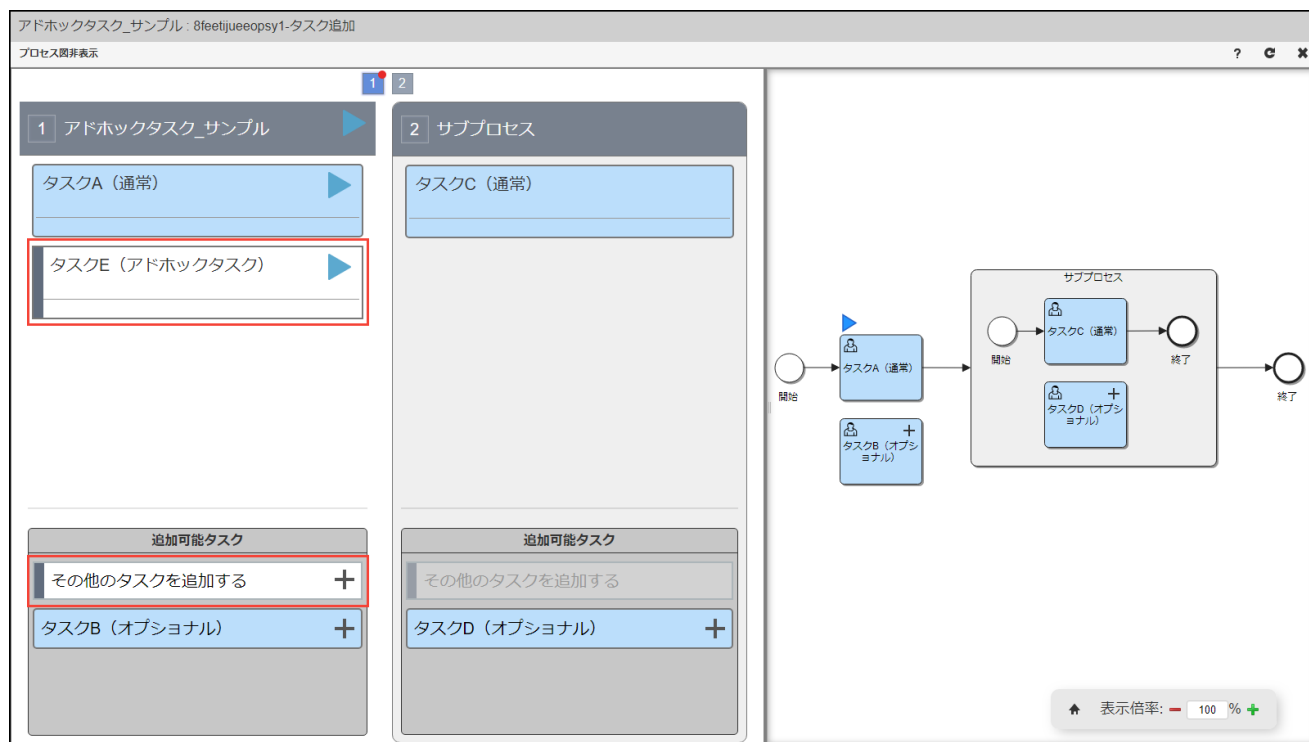 アドホックタスク_サンプル : 8feetijueeopsy1-タスク追加
プロセス図非表示
?
1 2
1 アドホックタスク_サンプル
タスクA（通常）
タスクE（アドホックタスク）
追加可能タスク
その他のタスクを追加する
タスクB（オプショナル）
2 サブプロセス
タスクC（通常）
追加可能タスク
その他のタスクを追加する
タスクD（オプショナル）
開始
タスクA（通常）
タスクB（オプシ
ョナル）
サブプロセス
開始
タスクC（通常）
終了
タスクD（オプシ
ョナル）
終了
表示倍率: 100 %